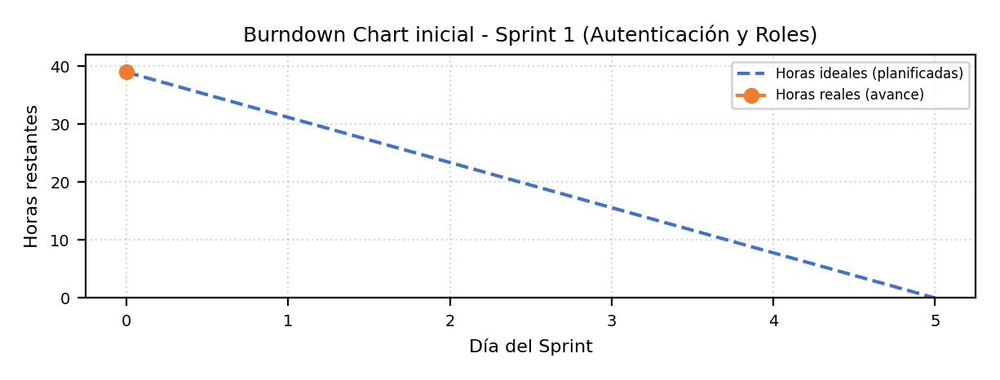 Burndown Chart inicial - Sprint 1 (Autenticación y Roles)
Horas ideales (planificadas)
Horas reales (avance)
Horas restantes
40
30
20
10
0
0 1 2 3 4 5
Día del Sprint